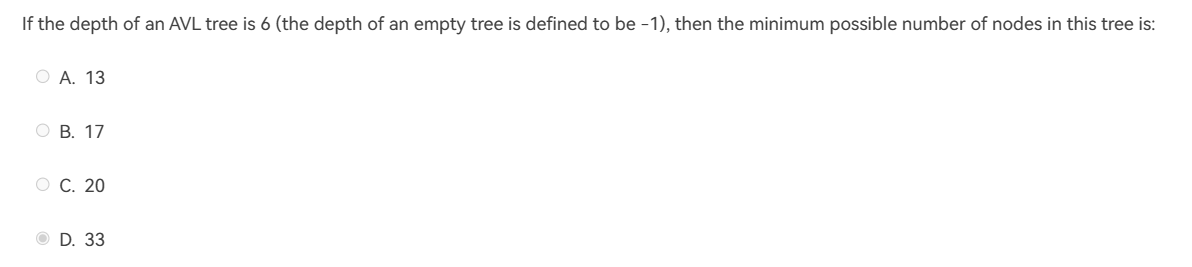 If the depth of an AVL tree is 6 (the depth of an empty tree is defined to be -1), then the minimum possible number of nodes in this tree is:
A. 13
B. 17
C. 20
D. 33